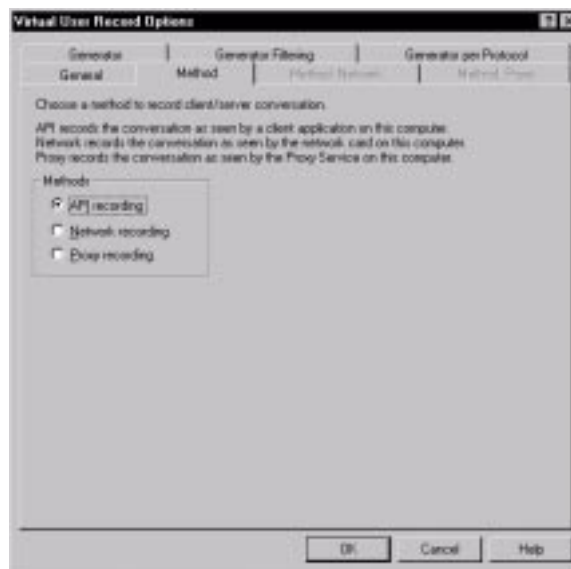 Virtual User Record Options
Generator
Generator Filtering
Generator per Protocol
General
Method
Method:Network
Method:Proxy
Choose a method to record client/server conversation.
API records the conversation as seen by a client application on this computer.
Network records the conversation as seen by the network card on this computer.
Proxy records the conversation as seen by the Proxy Service on this computer.
Methods
API recording
Network recording
Proxy recording
OK
Cancel
Help